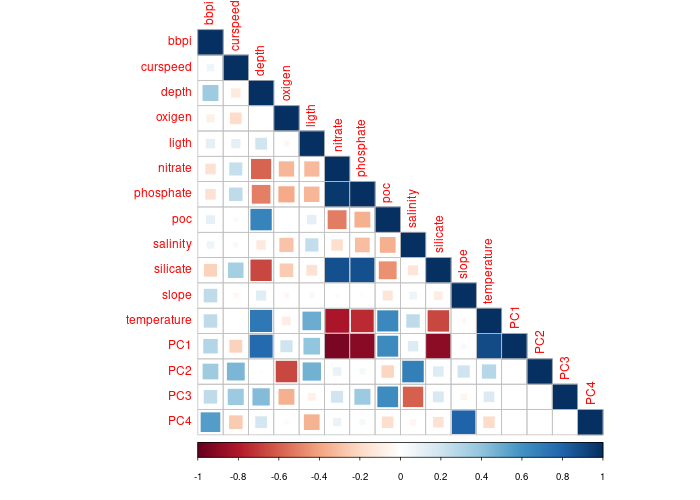 bbpi
curspeed
depth
oxigen
ligth
nitrate
phosphate
poc
salinity
silicate
slope
temperature
PC1
PC2
PC3
PC4
bbpi
curspeed
depth
oxigen
ligth
nitrate
phosphate
poc
salinity
silicate
slope
temperature
PC1
PC2
PC3
PC4
-1 -0.8 -0.6 -0.4 -0.2 0 0.2 0.4 0.6 0.8 1